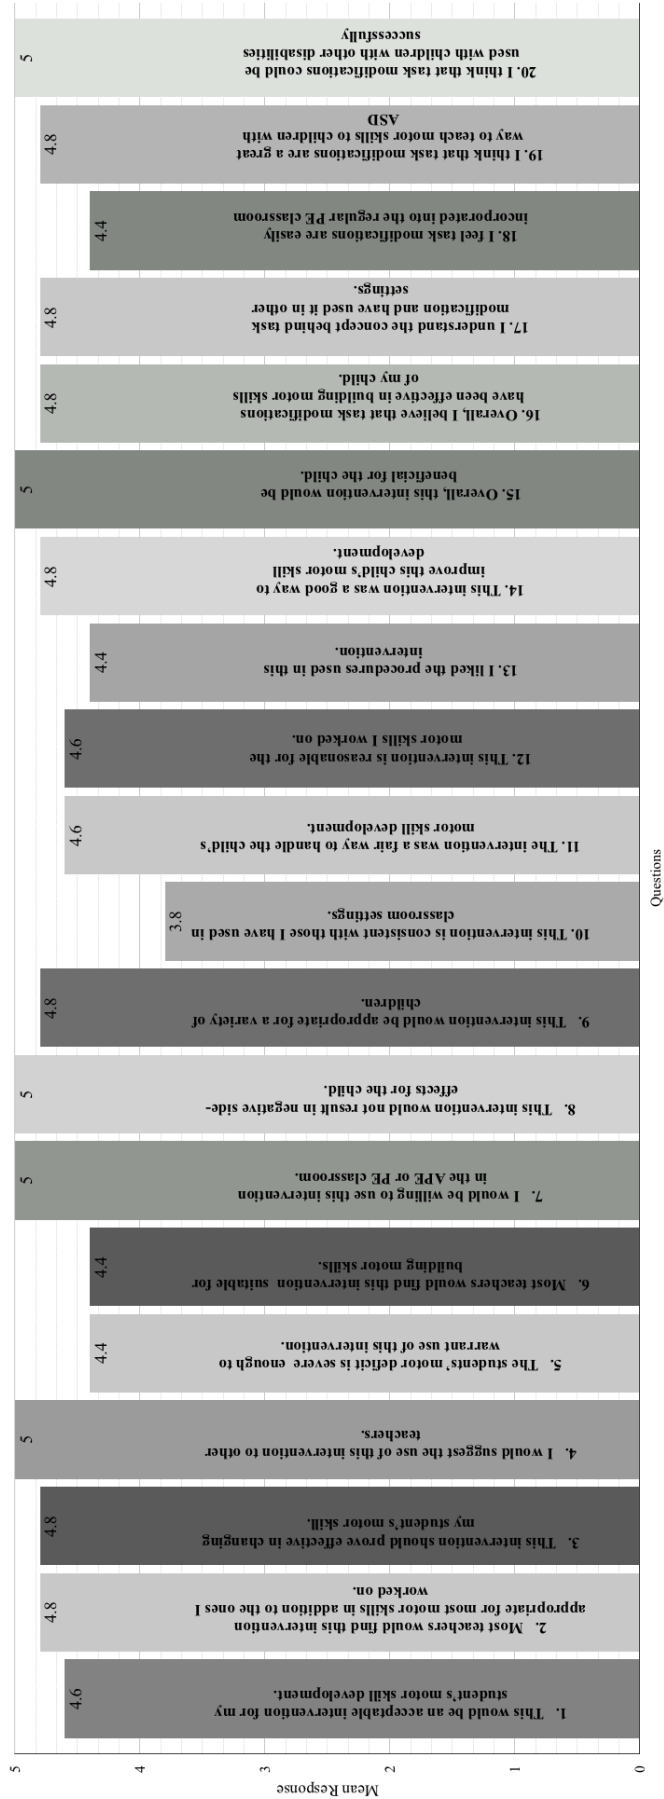 5
20. I think that task modifications could be
used with children with other disabilities
successfully
4.8
19. I think that task modifications are a great
way to teach motor skills to children with
ASD
4.4
18. I feel task modifications are easily
incorporated into the regular PE classroom
4.8
17. I understand the concept behind task
modification and have used it in other
settings.
4.8
16. Overall, I believe that task modifications
have been effective in building motor skills
of my child.
5
15. Overall, this intervention would be
beneficial for the child.
4.8
14. This intervention was a good way to
improve this child's motor skill
development.
4.4
13. I liked the procedures used in this
intervention.
4.6
12. This intervention is reasonable for the
motor skills I worked on.
4.6
11. The intervention was a fair way to handle the child's
motor skill development.
3.8
10. This intervention is consistent with those I have used in
classroom settings.
4.8
9. This intervention would be appropriate for a variety of
children.
5
8. This intervention would not result in negative side-
effects for the child.
5
7. I would be willing to use this intervention
in the APE or PE classroom.
4.4
6. Most teachers would find this intervention suitable for
building motor skills.
4.4
5. The students' motor deficit is severe enough to
warrant use of this intervention.
5
4. I would suggest the use of this intervention to other
teachers.
4.8
3. This intervention should prove effective in changing
my student's motor skill.
4.8
2. Most teachers would find this intervention
appropriate for most motor skills in addition to the ones I
worked on.
4.6
1. This would be an acceptable intervention for my
student's motor skill development.
5
4
3
2
1
0
Mean Response
Questions